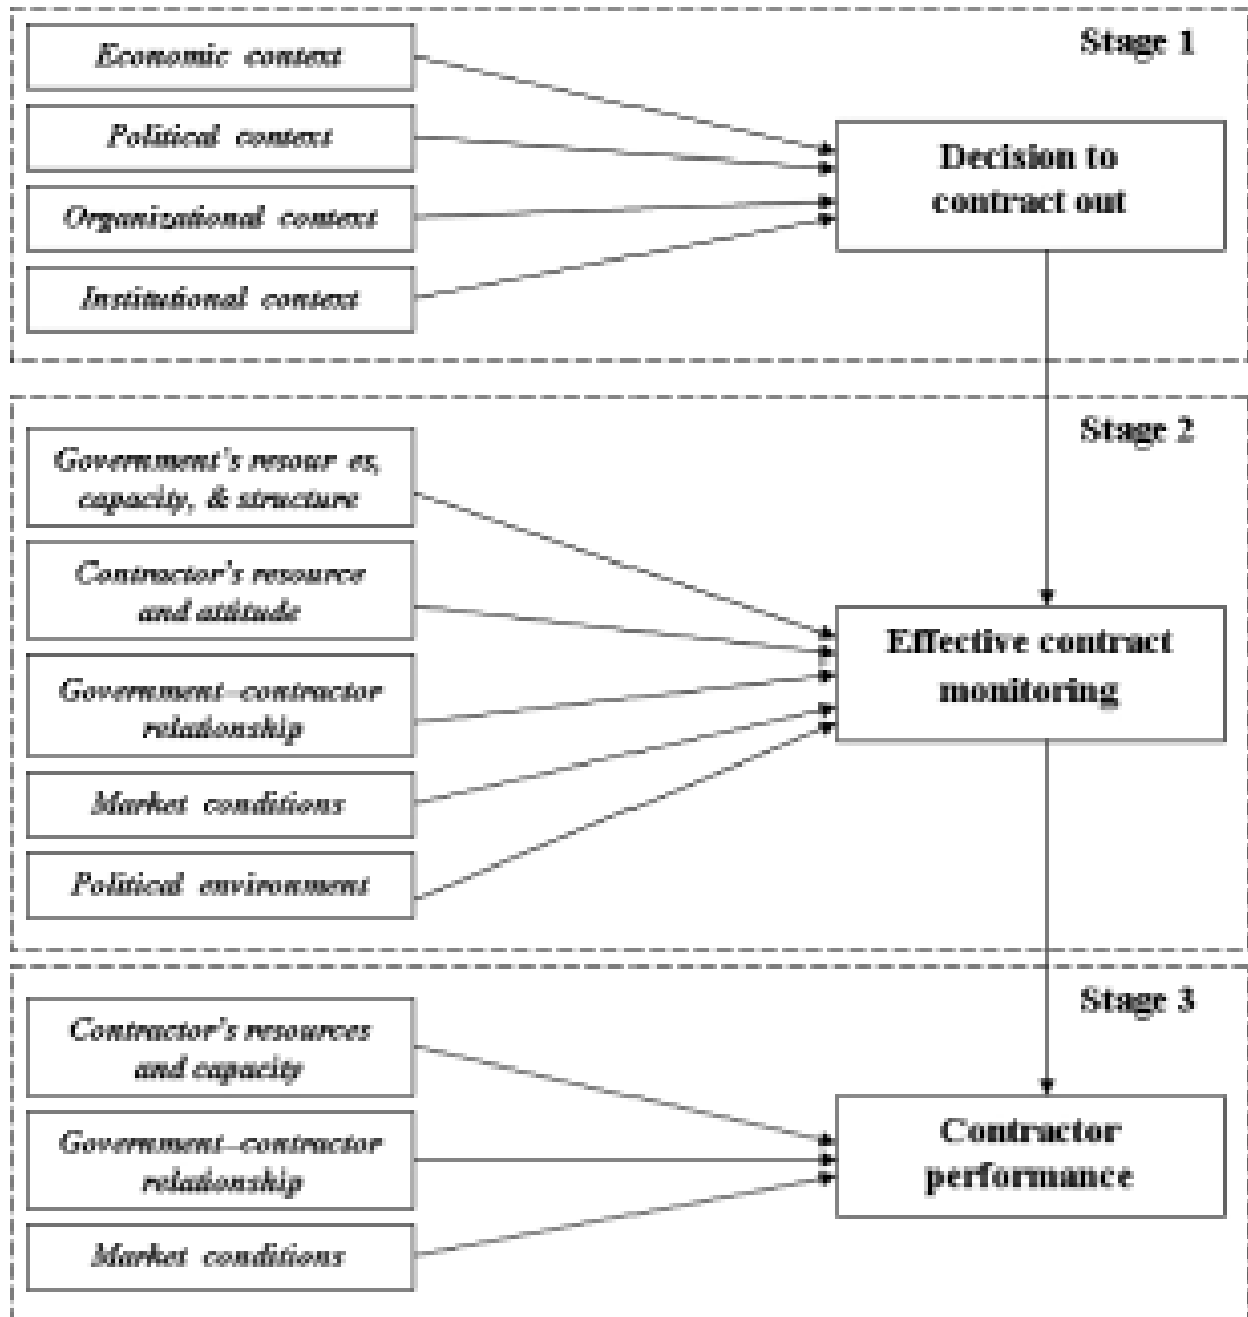 Stage 1
Economic context
Political context
Organizational context
Institutional context
Decision to
contract out
Stage 2
Government's resour es,
capacity, & structure
Contractor's resource
and attitude
Government–contractor
relationship
Market conditions
Political environment
Effective contract
monitoring
Stage 3
Contractor's resources
and capacity
Government–contractor
relationship
Market conditions
Contractor
performance